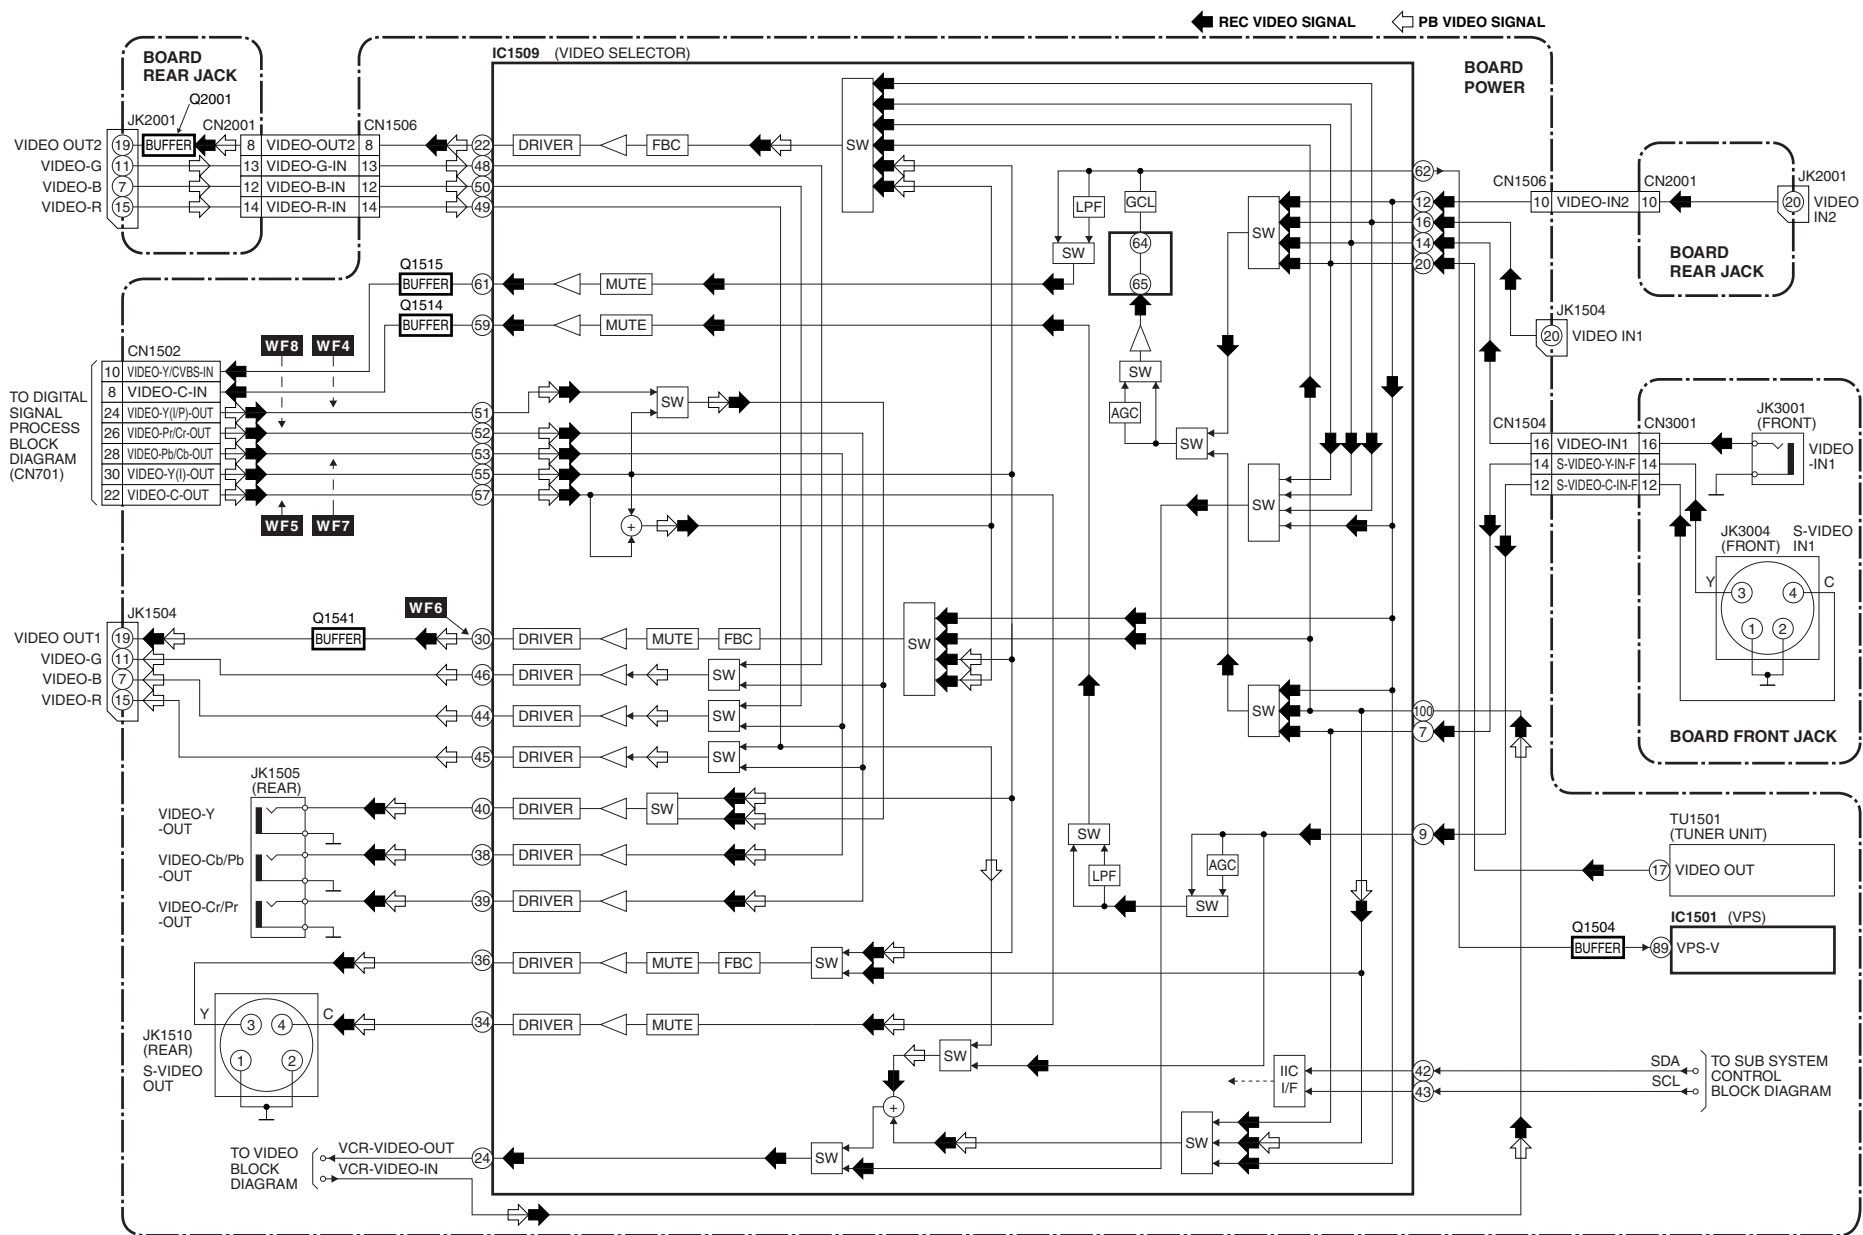 REC VIDEO SIGNAL
PB VIDEO SIGNAL
BOARD
REAR JACK
Q2001
JK2001
CN2001
CN1506
VIDEO OUT2 19 BUFFER 8 VIDEO-OUT2 8
VIDEO-G 11 13 VIDEO-G-IN 13
VIDEO-B 7 12 VIDEO-B-IN 12
VIDEO-R 15 14 VIDEO-R-IN 14
IC1509 (VIDEO SELECTOR)
BOARD
POWER
22 DRIVER FBC SW
48
50
49
Q1515
BUFFER 61 MUTE
Q1514
BUFFER 59 MUTE
WF8 WF4
CN1502
10 VIDEO-Y/CVBS-IN
8 VIDEO-C-IN
24 VIDEO-Y(I/P)-OUT
26 VIDEO-Pr/Cr-OUT
28 VIDEO-Pb/Cb-OUT
30 VIDEO-Y(I)-OUT
22 VIDEO-C-OUT
TO DIGITAL
SIGNAL
PROCESS
BLOCK
DIAGRAM
(CN701)
WF5 WF7
51 SW
52
53
55
57
+
LPF GCL
SW 64
65
SW
AGC
SW
SW
SW
62
12
16
14
20
CN1506 CN2001
10 VIDEO-IN2 10
JK2001
20 VIDEO
IN2
BOARD
REAR JACK
JK1504
20 VIDEO IN1
CN1504 CN3001
16 VIDEO-IN1 16
14 S-VIDEO-Y-IN-F 14
12 S-VIDEO-C-IN-F 12
JK3001
(FRONT)
VIDEO
-IN1
JK3004 S-VIDEO
(FRONT) IN1
Y 3 4 C
1 2
BOARD FRONT JACK
JK1504
VIDEO OUT1 19
VIDEO-G 11
VIDEO-B 7
VIDEO-R 15
Q1541
BUFFER
WF6
30 DRIVER MUTE FBC SW
46 DRIVER SW
44 DRIVER SW
45 DRIVER SW
SW
100
7
JK1505
(REAR)
VIDEO-Y
-OUT
VIDEO-Cb/Pb
-OUT
VIDEO-Cr/Pr
-OUT
40 DRIVER SW
38 DRIVER
39 DRIVER
SW
LPF
AGC
SW
9
TU1501
(TUNER UNIT)
17 VIDEO OUT
IC1501 (VPS)
Q1504
BUFFER 89 VPS-V
36 DRIVER MUTE FBC SW
34 DRIVER MUTE
Y 3 4 C
1 2
JK1510
(REAR)
S-VIDEO
OUT
SW
+
IIC
I/F
42
43
SDA
SCL
TO SUB SYSTEM
CONTROL
BLOCK DIAGRAM
SW
TO VIDEO
BLOCK
DIAGRAM
VCR-VIDEO-OUT
VCR-VIDEO-IN
24 SW